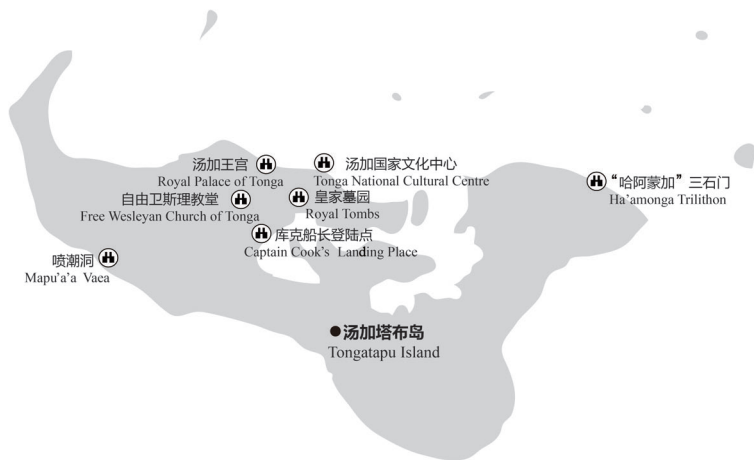 汤加王宫
Royal Palace of Tonga
汤加国家文化中心
Tonga National Cultural Centre
“哈阿蒙加”三石门
Ha'amonga Trilithon
自由卫斯理教堂
Free Wesleyan Church of Tonga
皇家墓园
Royal Tombs
库克船长登陆点
Captain Cook's Landing Place
喷潮洞
Mapu'a'a Vaea
汤加塔布岛
Tongatapu Island